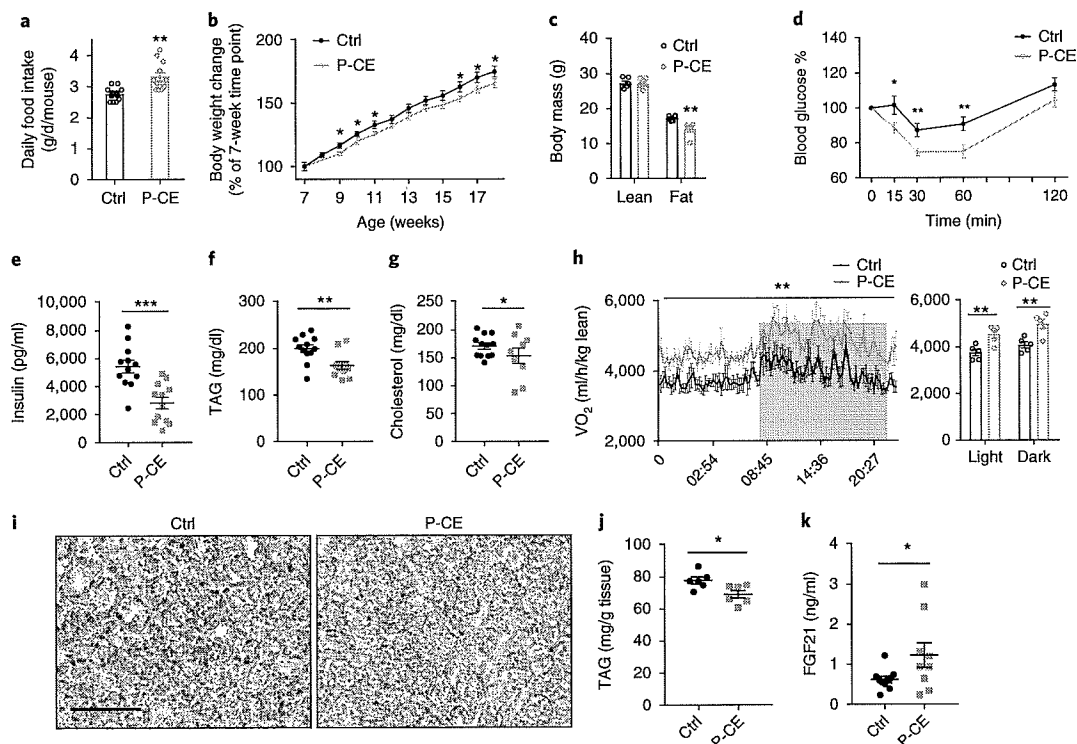 a
Daily food intake
(g/d/mouse)
5
4
3
2
1
0
**
Ctrl
P-CE
b
Body weight change
(% of 7-week time point)
200
150
100
Ctrl
P-CE
*
*
*
*
*
*
7
9
11
13
15
17
Age (weeks)
c
Body mass (g)
40
30
20
10
0
Ctrl
P-CE
**
Lean
Fat
d
Blood glucose %
150
100
50
0
Ctrl
P-CE
*
**
**
0
15
30
60
120
Time (min)
e
Insulin (pg/ml)
10,000
8,000
6,000
4,000
2,000
0
***
Ctrl
P-CE
f
TAG (mg/dl)
300
200
100
0
**
Ctrl
P-CE
g
Cholesterol (mg/dl)
250
200
150
100
50
0
*
Ctrl
P-CE
h
VO2 (ml/h/kg lean)
6,000
4,000
2,000
Ctrl
P-CE
**
0
02:54
08:45
14:36
20:27
Ctrl
P-CE
6,000
4,000
2,000
0
**
**
Light
Dark
i
Ctrl
P-CE
j
TAG (mg/g tissue)
100
80
60
40
20
0
*
Ctrl
P-CE
k
FGF21 (ng/ml)
4
3
2
1
0
*
Ctrl
P-CE